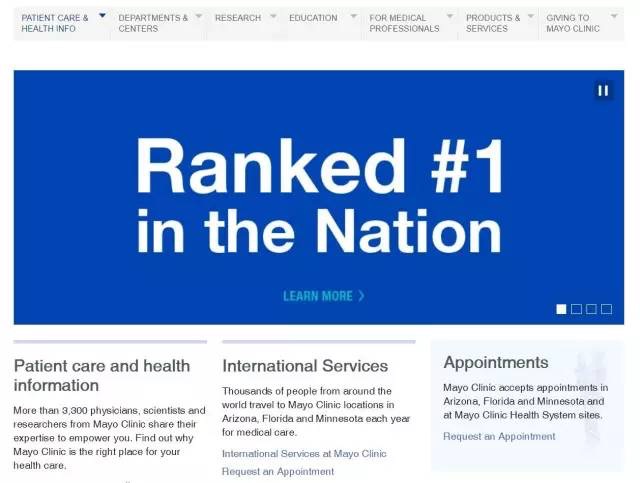 PATIENT CARE & HEALTH INFO
DEPARTMENTS & CENTERS
RESEARCH
EDUCATION
FOR MEDICAL PROFESSIONALS
PRODUCTS & SERVICES
GIVING TO MAYO CLINIC
Ranked #1
in the Nation
LEARN MORE
Patient care and health
information
More than 3,300 physicians, scientists and
researchers from Mayo Clinic share their
expertise to empower you. Find out why
Mayo Clinic is the right place for your
health care.
International Services
Thousands of people from around the
world travel to Mayo Clinic locations in
Arizona, Florida and Minnesota each year
for medical care.
International Services at Mayo Clinic
Request an Appointment
Appointments
Mayo Clinic accepts appointments in
Arizona, Florida and Minnesota and
at Mayo Clinic Health System sites.
Request an Appointment